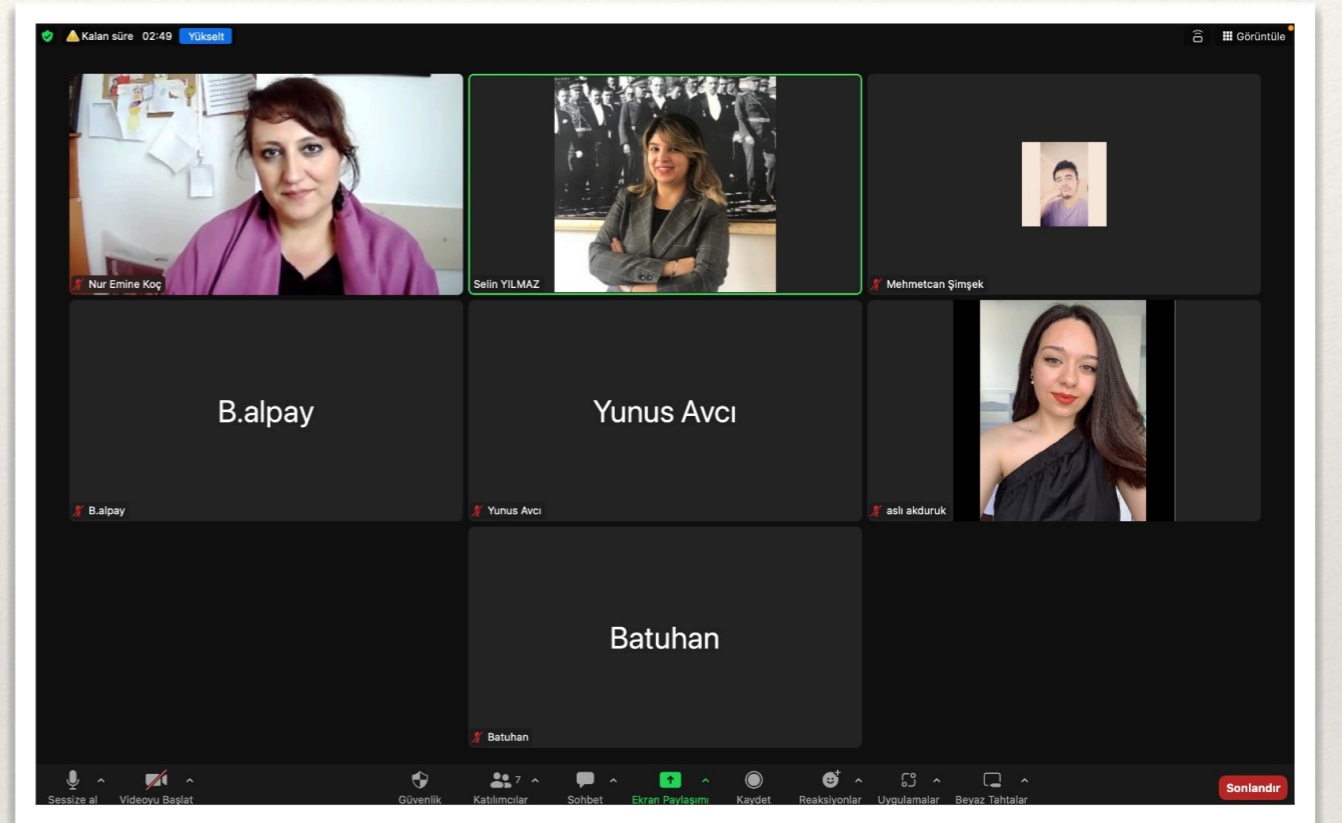 Kalan süre 02:49 Yükselt
Görüntüle
Nur Emine Koç
Selin YILMAZ
Mehmetcan Şimşek
B.alpay
Yunus Avcı
B.alpay
Yunus Avcı
aslı akduruk
Batuhan
Batuhan
7
Sessize al Videoyu Başlat Güvenlik Katılımcılar Sohbet Ekran Paylaşımı Kaydet Reaksiyonlar Uygulamalar Beyaz Tahtalar
Sonlandır